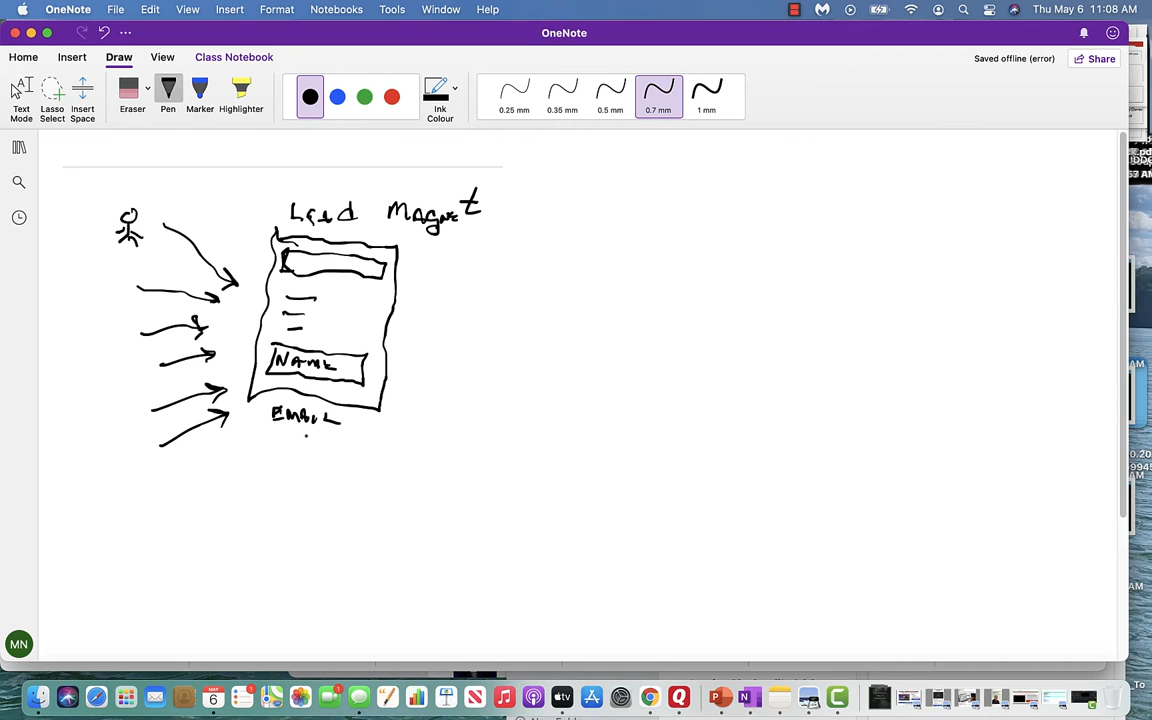 OneNote File Edit View Insert Format Notebooks Tools Window Help Thu May 6 11:08 AM
OneNote
Home Insert Draw View Class Notebook Saved offline (error) Share
Text Mode Lasso Select Insert Space Eraser Pen Marker Highlighter Ink Colour 0.25 mm 0.35 mm 0.5 mm 0.7 mm 1 mm
Lead Magnet
NAME
EMAIL
MN
MAY 6